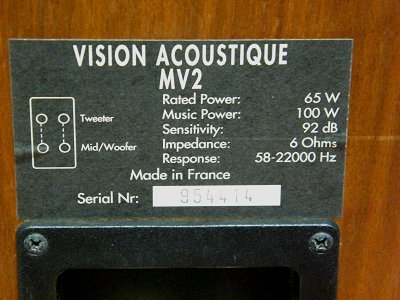 VISION ACOUSTIQUE
MV2
Rated Power: 65 W
Music Power: 100 W
Sensitivity: 92 dB
Impedance: 6 Ohms
Response: 58-22000 Hz
Tweeter
Mid/Woofer
Made in France
Serial Nr: 954414